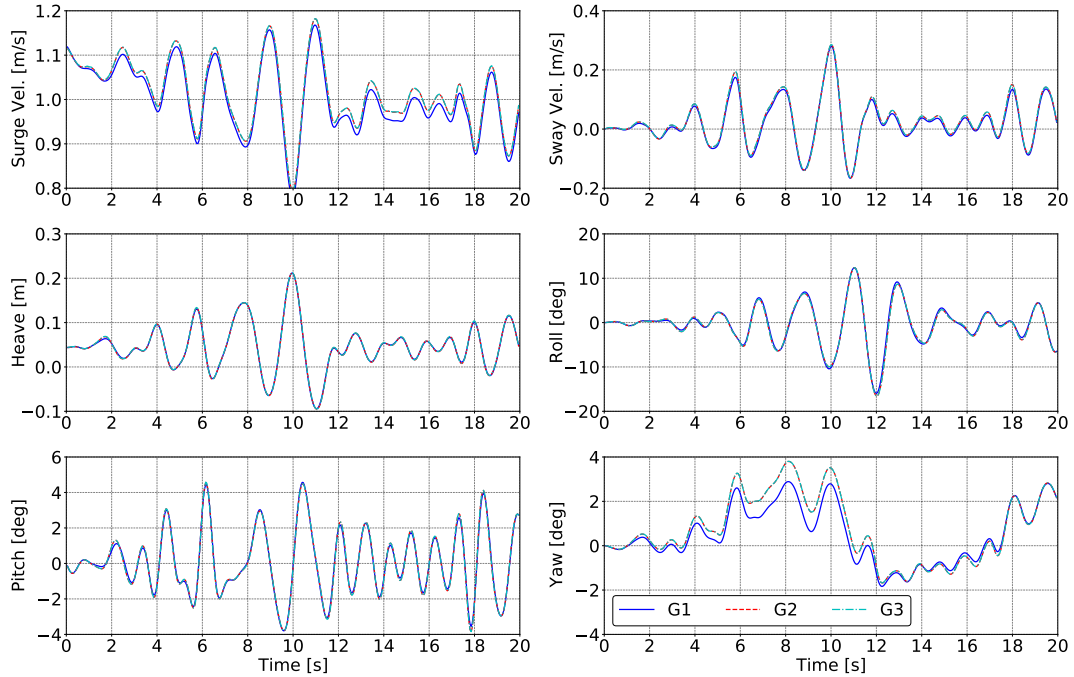 Surge Vel. [m/s]
1.2
1.1
1.0
0.9
0.8
0 2 4 6 8 10 12 14 16 18 20
Sway Vel. [m/s]
0.4
0.2
0.0
−0.2
0 2 4 6 8 10 12 14 16 18 20
Heave [m]
0.3
0.2
0.1
0.0
−0.1
0 2 4 6 8 10 12 14 16 18 20
Roll [deg]
20
10
0
−10
−20
0 2 4 6 8 10 12 14 16 18 20
Pitch [deg]
6
4
2
0
−2
−4
0 2 4 6 8 10 12 14 16 18 20
Time [s]
Yaw [deg]
4
2
0
−2
−4
G1 G2 G3
0 2 4 6 8 10 12 14 16 18 20
Time [s]